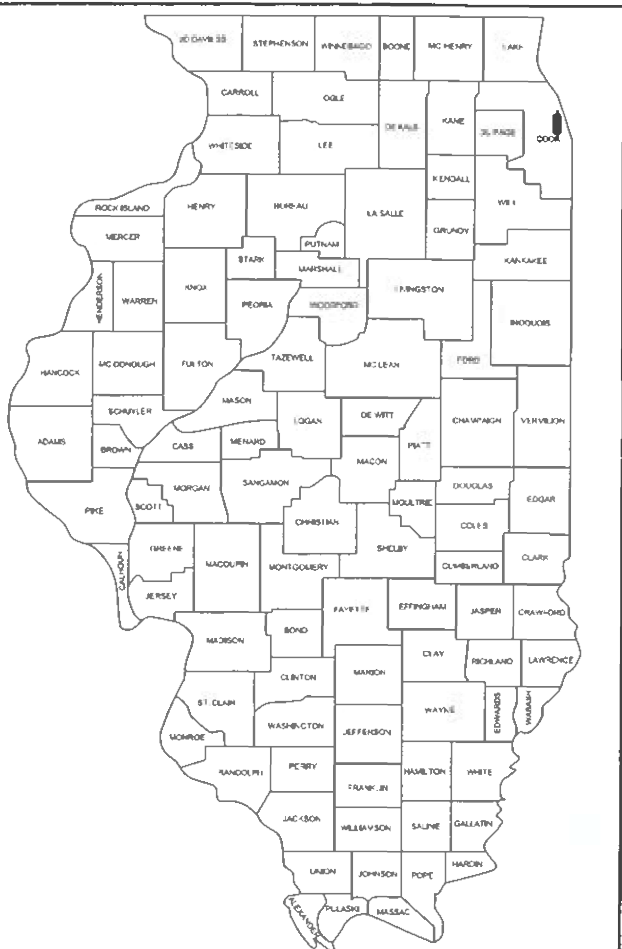 JO DAVIESS
STEPHENSON
WINNEBAGO
BOONE
MC HENRY
LAKE
CARROLL
OGLE
DE KALB
KANE
DU PAGE
COOK
WHITESIDE
LEE
KENDALL
WILL
ROCK ISLAND
HENRY
BUREAU
LA SALLE
GRUNDY
MERCER
PUTNAM
STARK
MARSHALL
KANKAKEE
HENDERSON
WARREN
KNOX
PEORIA
WOODFORD
LIVINGSTON
IROQUOIS
HANCOCK
MC DONOUGH
FULTON
TAZEWELL
MC LEAN
FORD
SCHUYLER
MASON
LOGAN
DE WITT
CHAMPAIGN
VERMILION
ADAMS
BROWN
CASS
MENARD
MACON
PIATT
PIKE
SCOTT
MORGAN
SANGAMON
CHRISTIAN
MOULTRIE
DOUGLAS
EDGAR
COLES
CALHOUN
GREENE
MACOUPIN
MONTGOMERY
SHELBY
CUMBERLAND
CLARK
JERSEY
MADISON
BOND
FAYETTE
EFFINGHAM
JASPER
CRAWFORD
CLAY
RICHLAND
LAWRENCE
CLINTON
MARION
ST. CLAIR
WASHINGTON
WAYNE
EDWARDS
WABASH
MONROE
JEFFERSON
RANDOLPH
PERRY
HAMILTON
WHITE
FRANKLIN
JACKSON
WILLIAMSON
SALINE
GALLATIN
UNION
JOHNSON
POPE
HARDIN
ALEXANDER
PULASKI
MASSAC